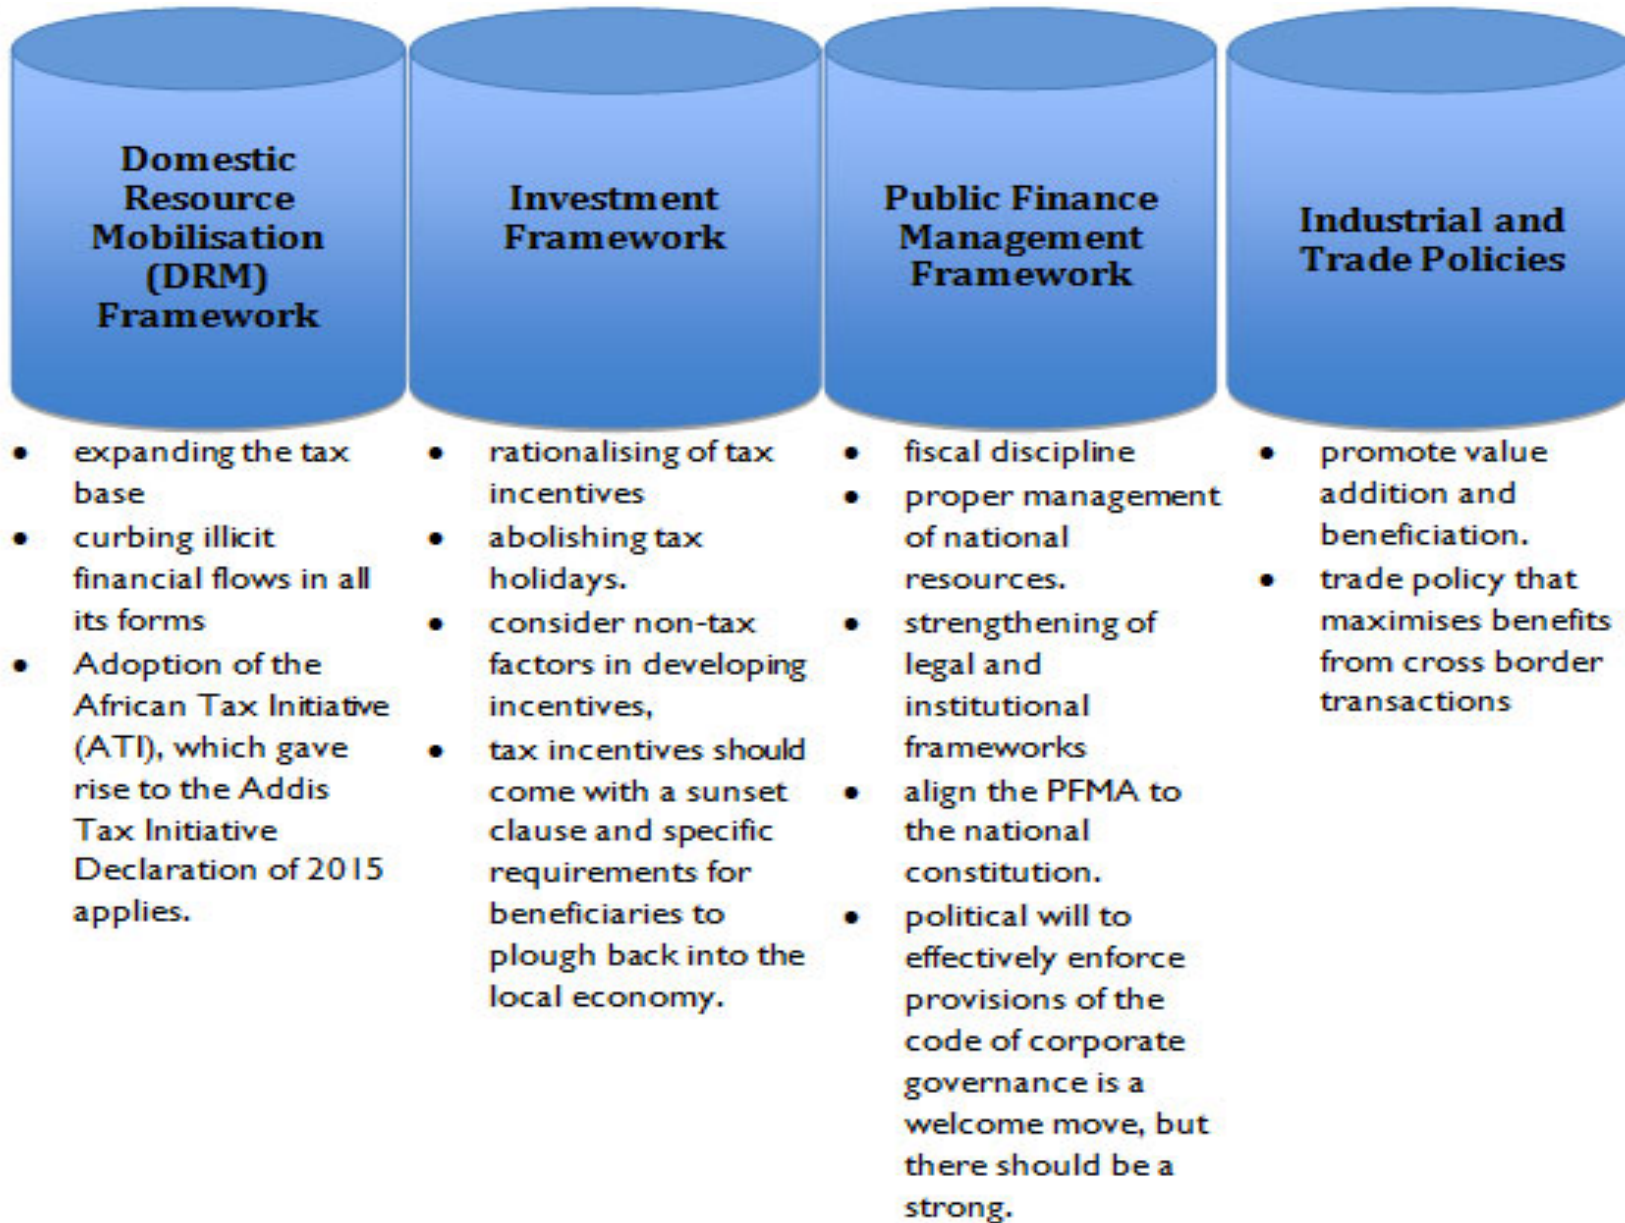 Domestic
Resource
Mobilisation
(DRM)
Framework
• expanding the tax
base
• curbing illicit
financial flows in all
its forms
• Adoption of the
African Tax Initiative
(ATI), which gave
rise to the Addis
Tax Initiative
Declaration of 2015
applies.
Investment
Framework
• rationalising of tax
incentives
• abolishing tax
holidays.
• consider non-tax
factors in developing
incentives,
• tax incentives should
come with a sunset
clause and specific
requirements for
beneficiaries to
plough back into the
local economy.
Public Finance
Management
Framework
• fiscal discipline
• proper management
of national
resources.
• strengthening of
legal and
institutional
frameworks
• align the PFMA to
the national
constitution.
• political will to
effectively enforce
provisions of the
code of corporate
governance is a
welcome move, but
there should be a
strong.
Industrial and
Trade Policies
• promote value
addition and
beneficiation.
• trade policy that
maximises benefits
from cross border
transactions